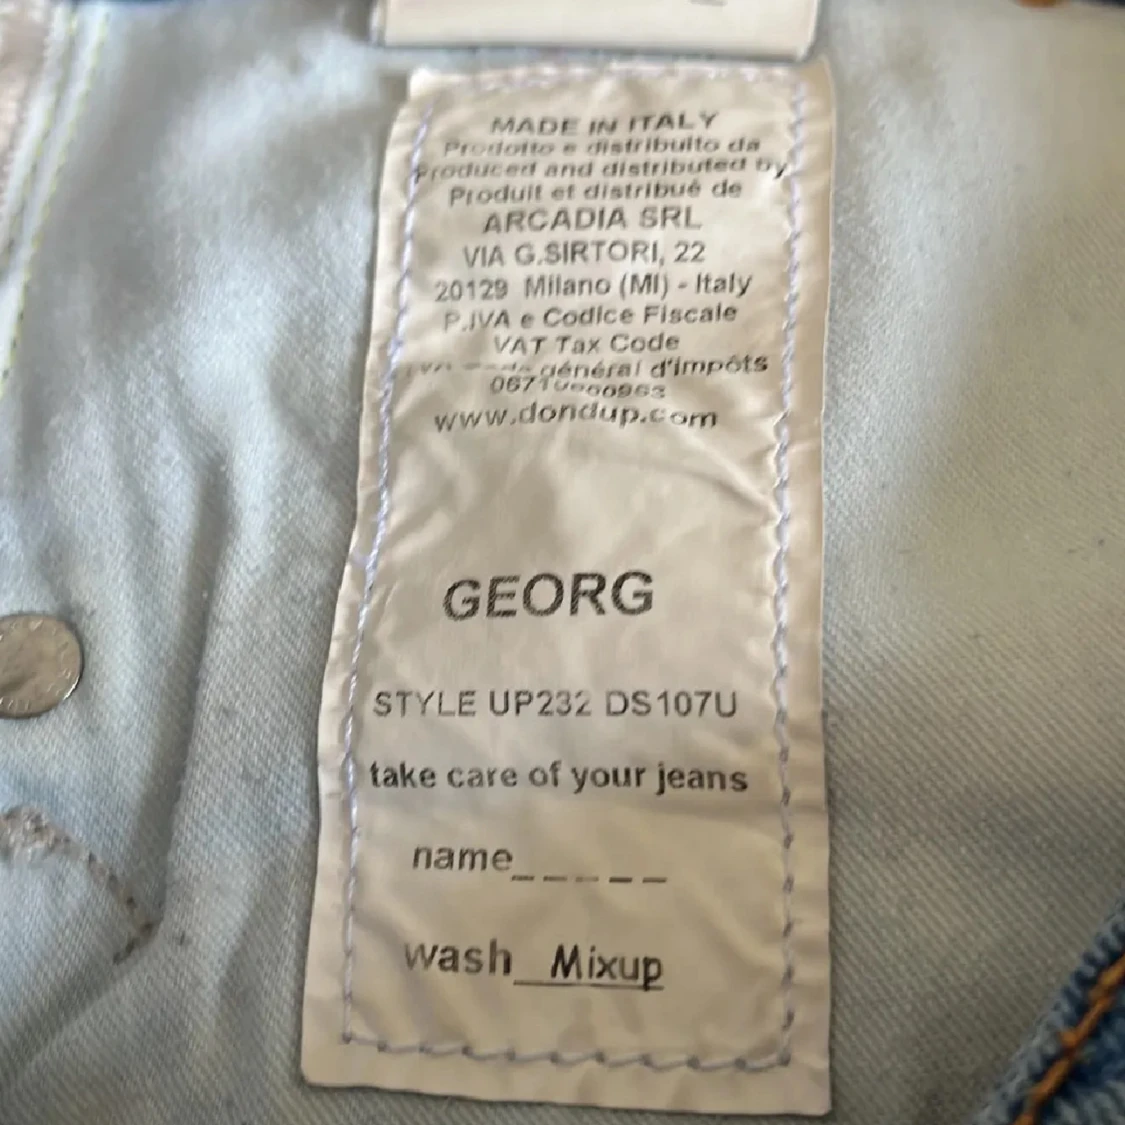 MADE IN ITALY
Prodotto e distribuito da
Produced and distributed by
Produit et distribué de
ARCADIA SRL
VIA G.SIRTORI, 22
20129 Milano (MI) - Italy
P.IVA e Codice Fiscale
VAT Tax Code
général d'impôts
www.dondup.com
GEORG
STYLE UP232 DS107U
take care of your jeans
name_ _ _ _ _
wash_ Mixup